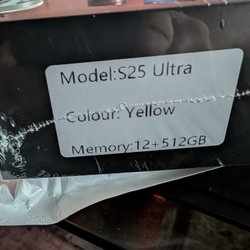 Model:S25 Ultra
Colour: Yellow
Memory:12+512GB